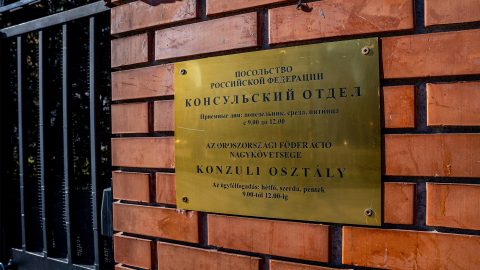 ПОСОЛЬСТВО
РОССИЙСКОЙ ФЕДЕРАЦИИ
КОНСУЛЬСКИЙ ОТДЕЛ
Приемные дни: понедельник, среда, пятница
с 9.00 до 12.00
AZ OROSZORSZÁGI FÖDERÁCIÓ
NAGYKÖVETSÉGE
KONZULI OSZTÁLY
Az ügyfélfogadás: hétfő, szerda, péntek
9.00-tól 12.00-ig